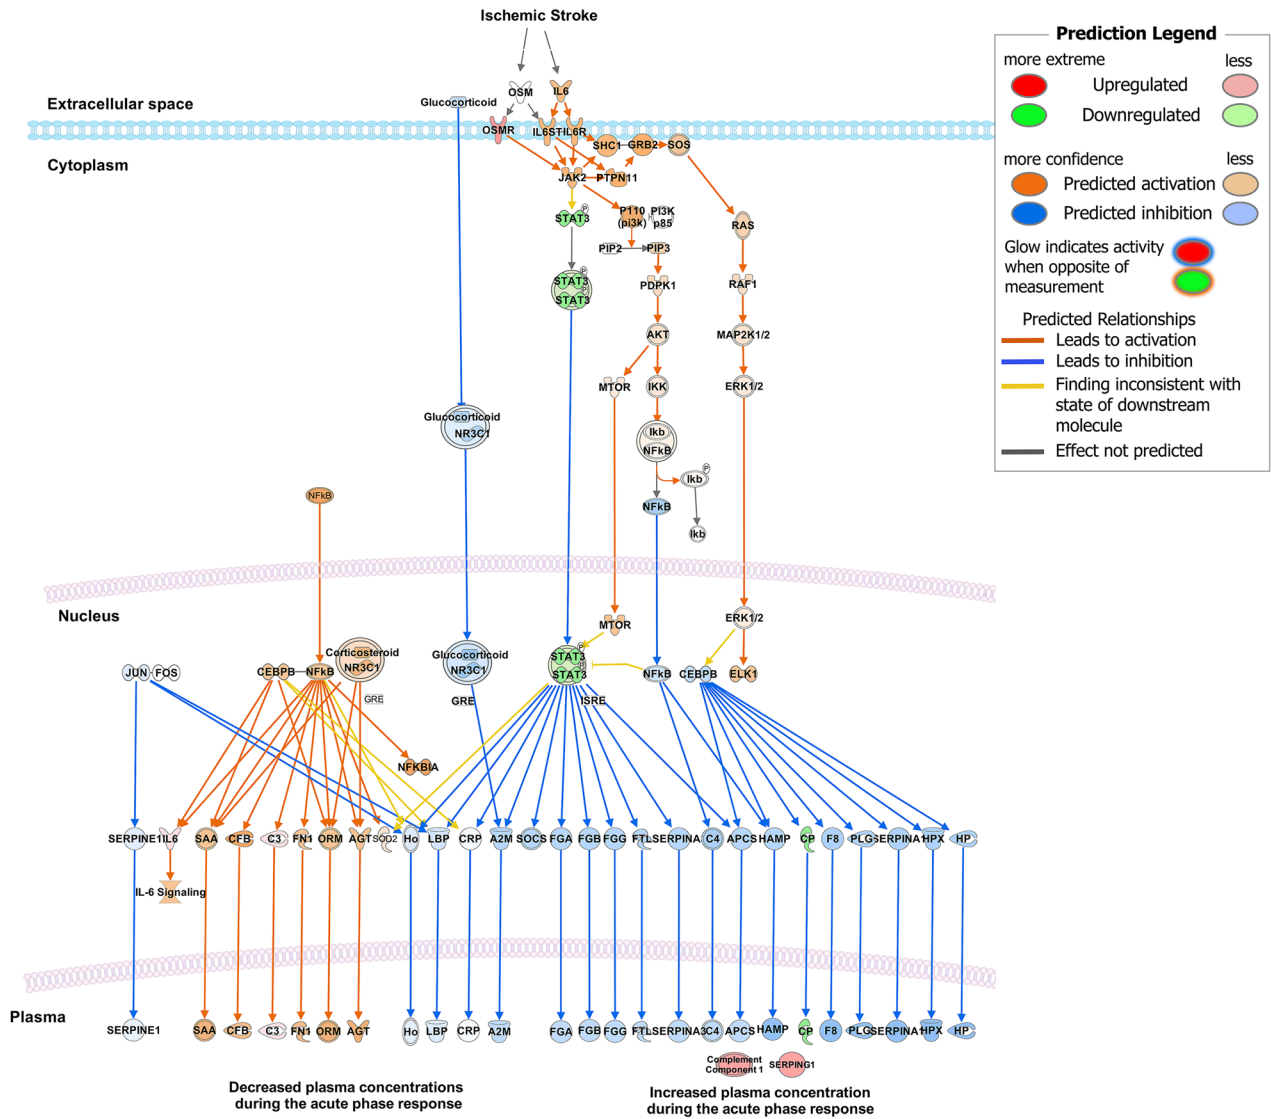 Ischemic Stroke
Prediction Legend
more extreme
less
Upregulated
Downregulated
more confidence
less
Predicted activation
Predicted inhibition
Glow indicates activity
when opposite of
measurement
Predicted Relationships
Leads to activation
Leads to inhibition
Finding inconsistent with
state of downstream
molecule
Effect not predicted
Extracellular space
Glucocorticoid
OSM
IL6
OSMR
IL6ST
IL6R
SHC1
GRB2
SOS
Cytoplasm
JAK2
PTPN11
STAT3
P
P110
(pi3k)
PI3K
p85
RAS
PIP2
PIP3
STAT3
P
STAT3
P
PDPK1
RAF1
AKT
MAP2K1/2
MTOR
IKK
ERK1/2
Glucocorticoid
NR3C1
Ikb
NFkB
Ikb
P
NFkB
NFkB
Ikb
Nucleus
MTOR
ERK1/2
JUN
FOS
CEBPB
NFkB
Corticosteroid
NR3C1
GRE
Glucocorticoid
NR3C1
GRE
STAT3
P
STAT3
P
ISRE
NFkB
CEBPB
ELK1
NFKBIA
SERPINE1
IL6
SAA
CFB
C3
FN1
ORM
AGT
SOD2
Ho
LBP
CRP
A2M
SOCS
FGA
FGB
FGG
FTL
SERPINA
C4
APCS
HAMP
CP
F8
PLG
SERPINA1
HPX
HP
IL-6 Signaling
Plasma
SERPINE1
SAA
CFB
C3
FN1
ORM
AGT
Ho
LBP
CRP
A2M
FGA
FGB
FGG
FTL
SERPINA3
C4
APCS
HAMP
CP
F8
PLG
SERPINA1
HPX
HP
Complement
Component 1
SERPING1
Decreased plasma concentrations
during the acute phase response
Increased plasma concentration
during the acute phase response